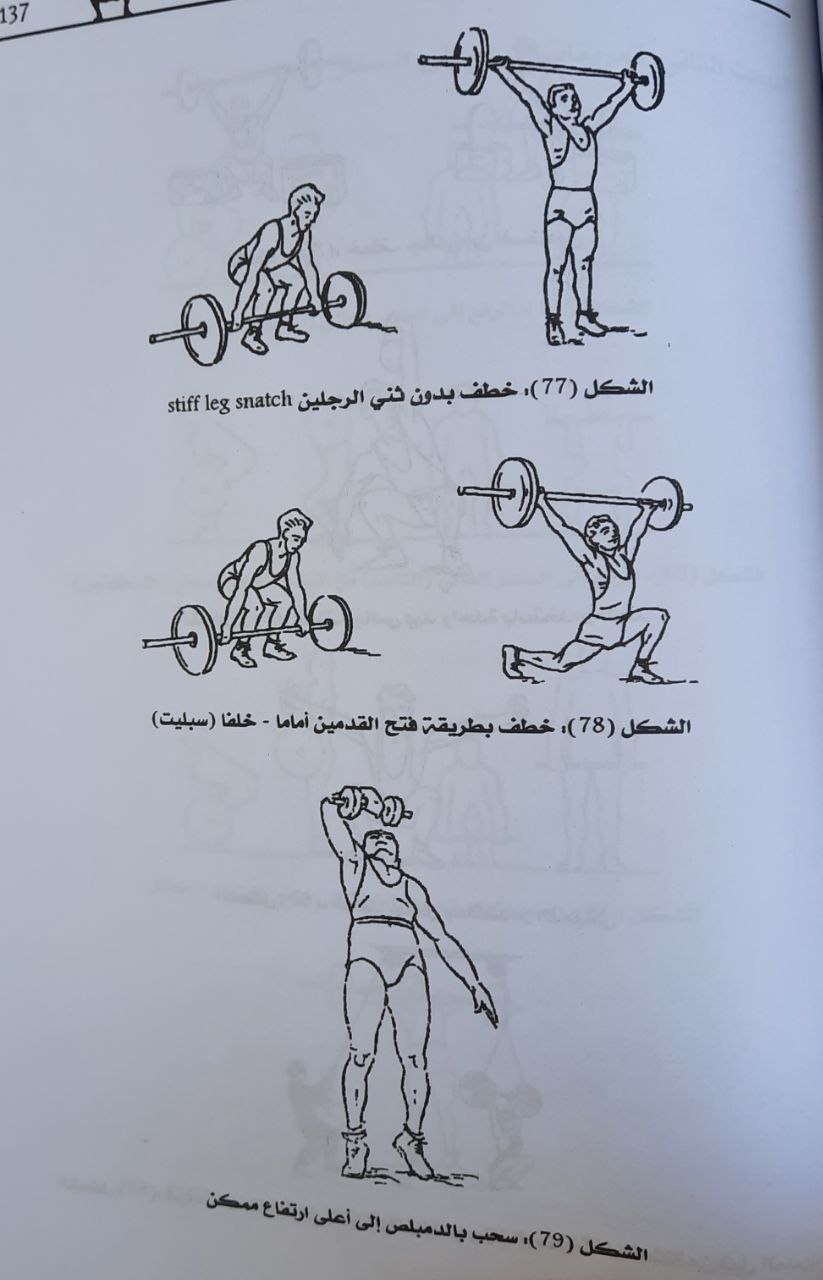 137
الشكل (77): خطف بدون ثني الرجلين stiff leg snatch
الشكل (78): خطف بطريقة فتح القدمين أماما - خلفا (سبليت)
الشكل (79): سحب بالدمبلص إلى أعلى ارتفاع ممكن